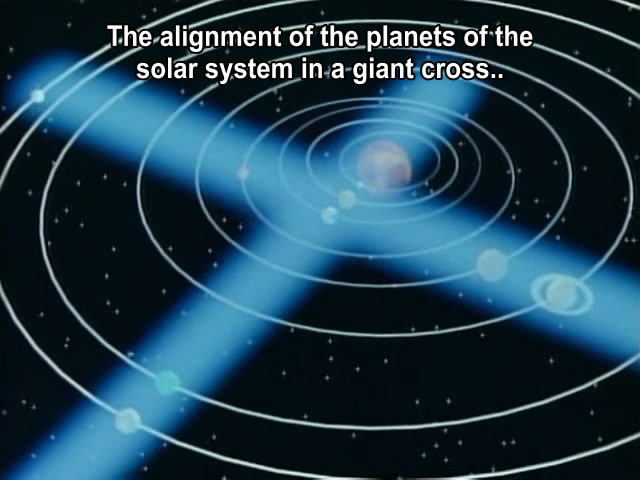 The alignment of the planets of the
solar system in a giant cross..